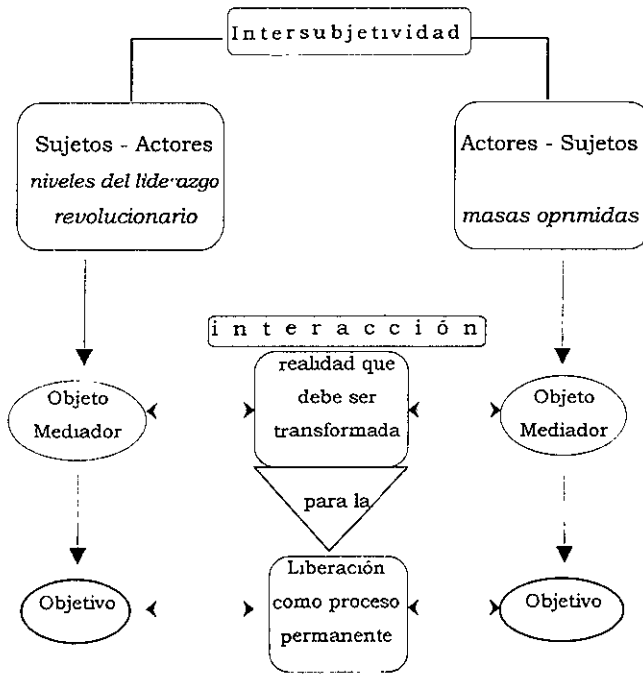 Intersubjetividad
Sujetos - Actores
niveles del liderazgo
revolucionario
Actores - Sujetos
masas oprimidas
interacción
Objeto
Mediador
realidad que
debe ser
transformada
Objeto
Mediador
para la
Objetivo
Liberación
como proceso
permanente
Objetivo